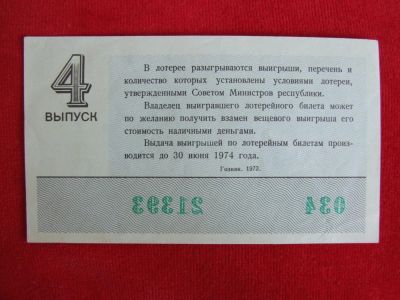 4
ВЫПУСК
В лотерее разыгрываются выигрыши, перечень и
количество которых установлены условиями лотереи,
утвержденными Советом Министров республики.
Владелец выигравшего лотерейного билета может
по желанию получить взамен вещевого выигрыша его
стоимость наличными деньгами.
Выдача выигрышей по лотерейным билетам произ-
водится до 30 июня 1974 года.
Гознак. 1973.
21393 034